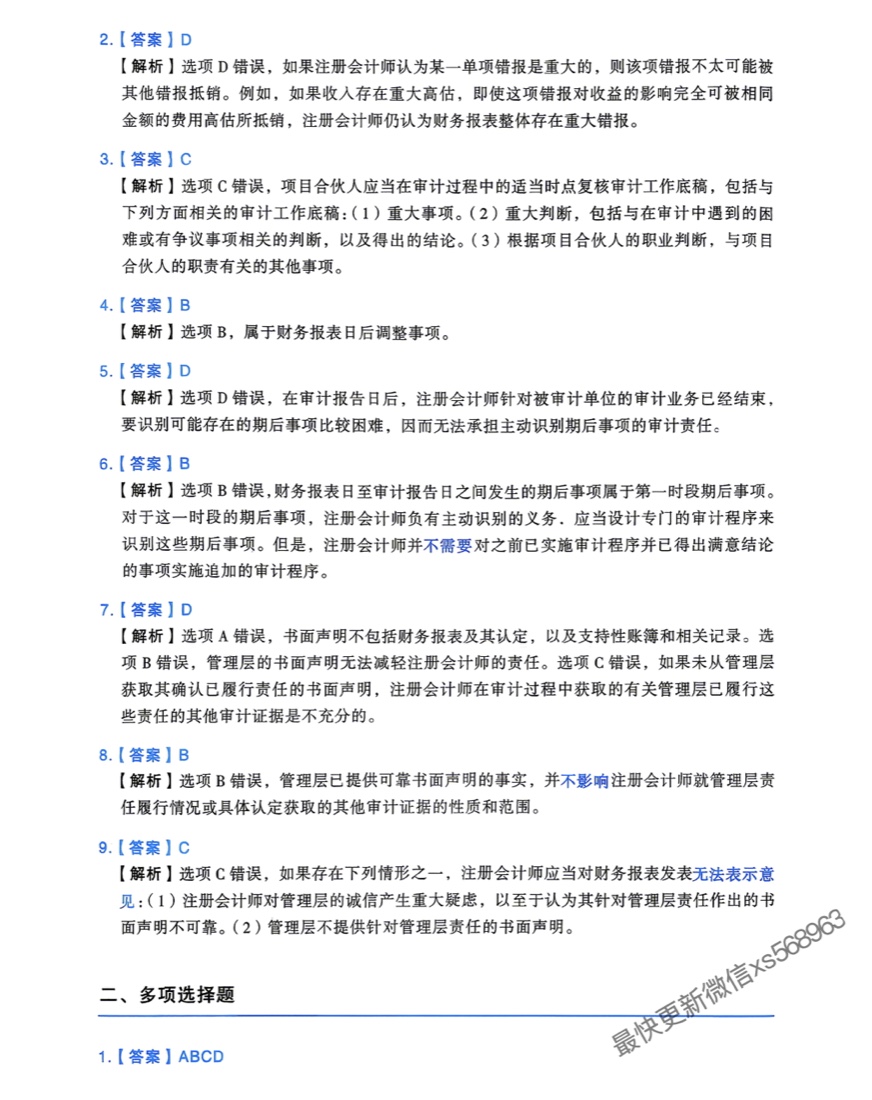 2.【答案】D
【解析】选项 D 错误，如果注册会计师认为某一单项错报是重大的，则该项错报不太可能被
其他错报抵销。例如，如果收入存在重大高估，即使这项错报对收益的影响完全可被相同
金额的费用高估所抵销，注册会计师仍认为财务报表整体存在重大错报。
3.【答案】C
【解析】选项 C 错误，项目合伙人应当在审计过程中的适当时点复核审计工作底稿，包括与
下列方面相关的审计工作底稿：（1）重大事项。（2）重大判断，包括与在审计中遇到的困
难或有争议事项相关的判断，以及得出的结论。（3）根据项目合伙人的职业判断，与项目
合伙人的职责有关的其他事项。
4.【答案】B
【解析】选项 B，属于财务报表日后调整事项。
5.【答案】D
【解析】选项 D 错误，在审计报告日后，注册会计师针对被审计单位的审计业务已经结束，
要识别可能存在的期后事项比较困难，因而无法承担主动识别期后事项的审计责任。
6.【答案】B
【解析】选项 B 错误，财务报表日至审计报告日之间发生的期后事项属于第一时段期后事项。
对于这一时段的期后事项，注册会计师负有主动识别的义务．应当设计专门的审计程序来
识别这些期后事项。但是，注册会计师并不需要对之前已实施审计程序并已得出满意结论
的事项实施追加的审计程序。
7.【答案】D
【解析】选项 A 错误，书面声明不包括财务报表及其认定，以及支持性账簿和相关记录。选
项 B 错误，管理层的书面声明无法减轻注册会计师的责任。选项 C 错误，如果未从管理层
获取其确认已履行责任的书面声明，注册会计师在审计过程中获取的有关管理层已履行这
些责任的其他审计证据是不充分的。
8.【答案】B
【解析】选项 B 错误，管理层已提供可靠书面声明的事实，并不影响注册会计师就管理层责
任履行情况或具体认定获取的其他审计证据的性质和范围。
9.【答案】C
【解析】选项 C 错误，如果存在下列情形之一，注册会计师应当对财务报表发表无法表示意
见：（1）注册会计师对管理层的诚信产生重大疑虑，以至于认为其针对管理层责任作出的书
面声明不可靠。（2）管理层不提供针对管理层责任的书面声明。
最快更新微信xs568963
二、多项选择题
1.【答案】ABCD